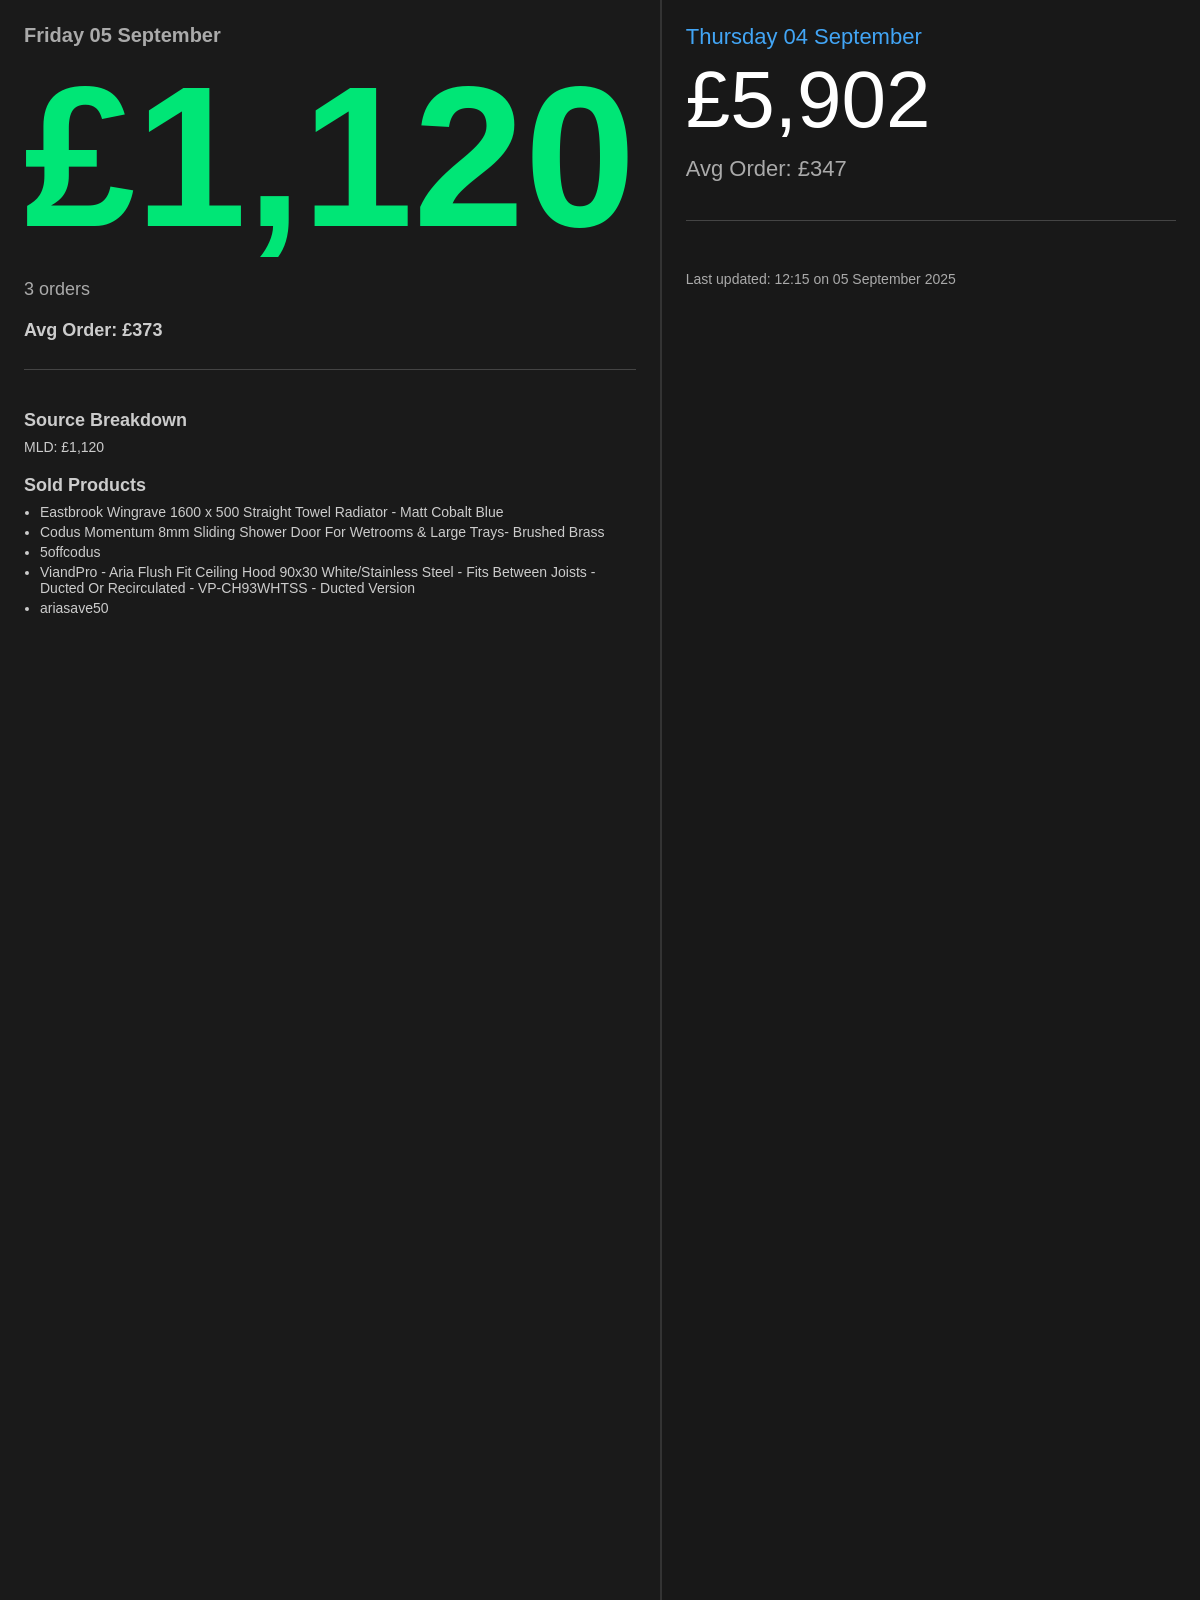 Friday 05 September
£1,120
3 orders
Avg Order: £373
Source Breakdown
MLD: £1,120
Sold Products
• Eastbrook Wingrave 1600 x 500 Straight Towel Radiator - Matt Cobalt Blue
• Codus Momentum 8mm Sliding Shower Door For Wetrooms & Large Trays- Brushed Brass
• 5offcodus
• ViandPro - Aria Flush Fit Ceiling Hood 90x30 White/Stainless Steel - Fits Between Joists -
Ducted Or Recirculated - VP-CH93WHTSS - Ducted Version
• ariasave50
Thursday 04 September
£5,902
Avg Order: £347
Last updated: 12:15 on 05 September 2025